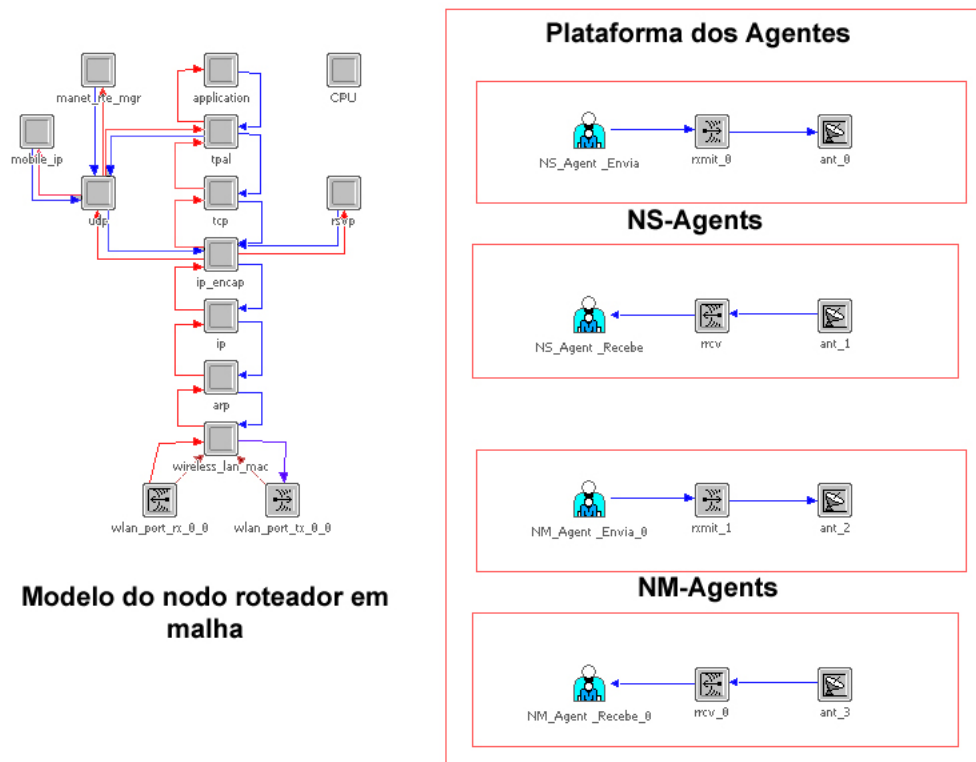 manet_rte_mgr
application
CPU
mobile_ip
tpal
udp
tcp
rsvp
ip_encap
ip
arp
wireless_lan_mac
wlan_port_rx_0_0
wlan_port_tx_0_0
Modelo do nodo roteador em
malha
Plataforma dos Agentes
NS_Agent _Envia
rxmit_0
ant_0
NS-Agents
NS_Agent _Recebe
rrcv
ant_1
NM_Agent _Envia_0
rxmit_1
ant_2
NM-Agents
NM_Agent _Recebe_0
rrcv_0
ant_3